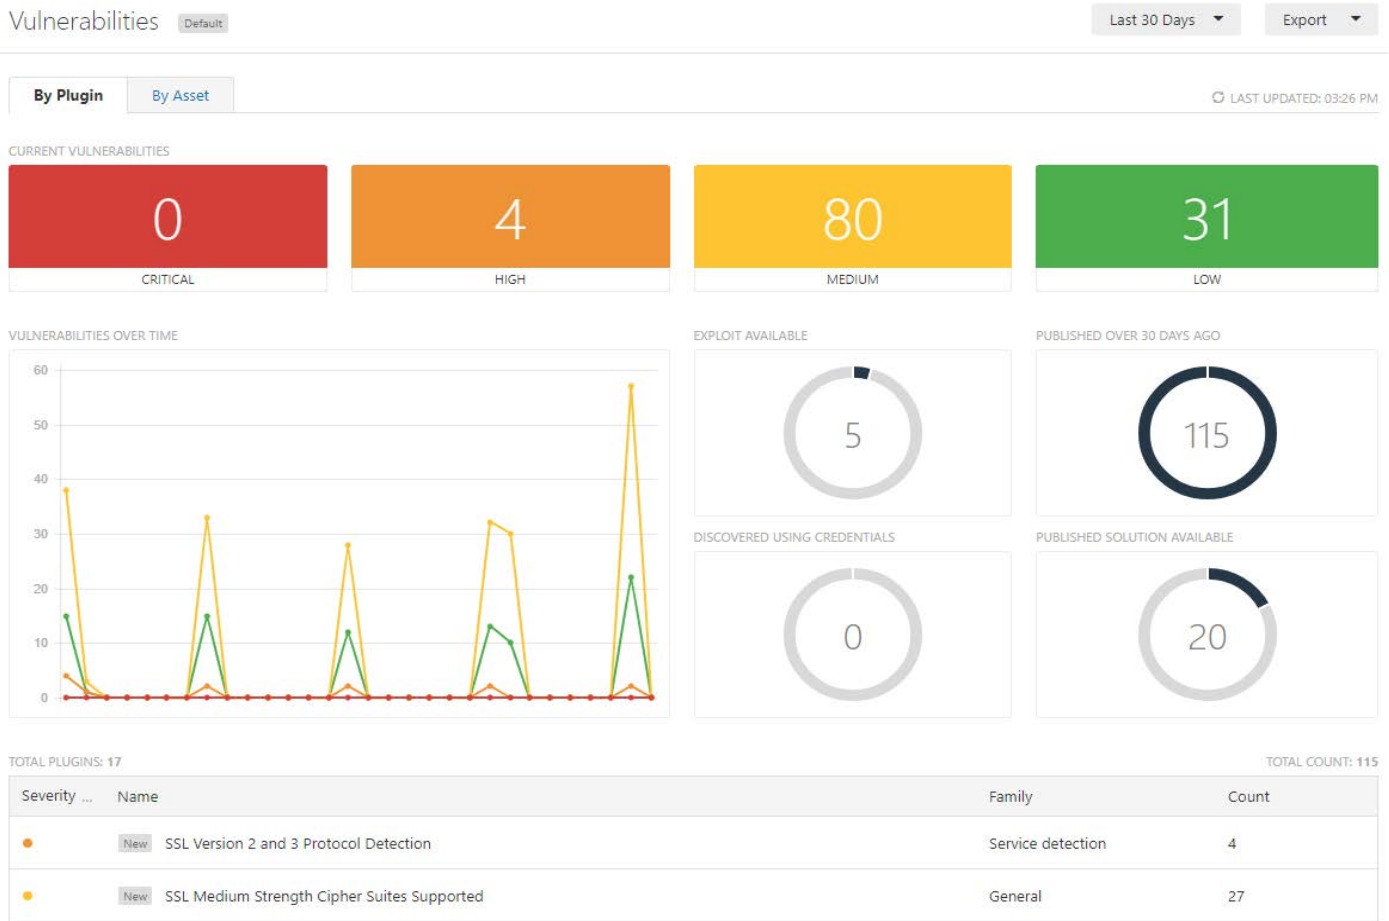 Vulnerabilities Default Last 30 Days Export
By Plugin By Asset LAST UPDATED: 03:26 PM
CURRENT VULNERABILITIES
0 4 80 31
CRITICAL HIGH MEDIUM LOW
VULNERABILITIES OVER TIME EXPLOIT AVAILABLE PUBLISHED OVER 30 DAYS AGO
60
50
40
30
20
10
0
5 115
DISCOVERED USING CREDENTIALS PUBLISHED SOLUTION AVAILABLE
0 20
TOTAL PLUGINS: 17 TOTAL COUNT: 115
Severity ... Name Family Count
New SSL Version 2 and 3 Protocol Detection Service detection 4
New SSL Medium Strength Cipher Suites Supported General 27